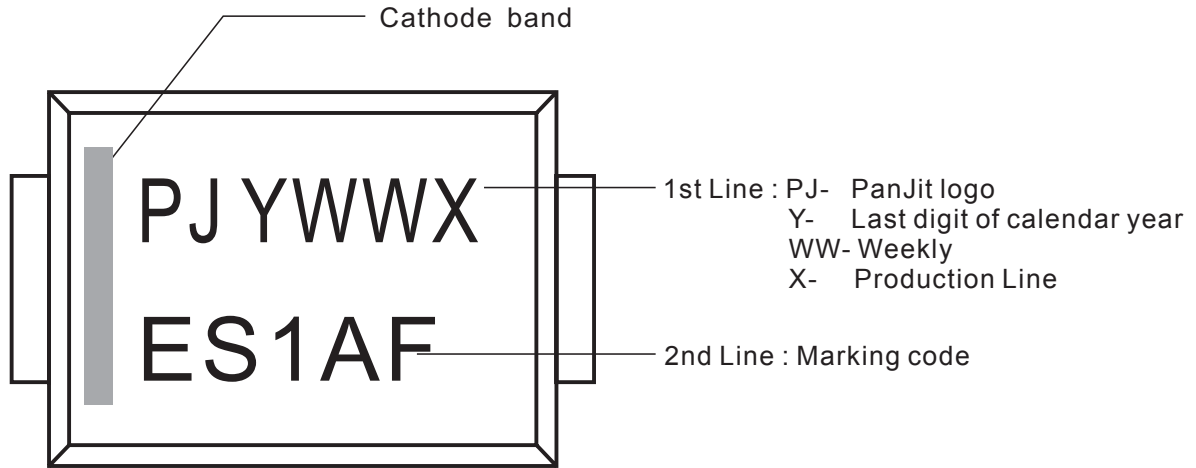 Cathode band
PJ YWWX
1st Line : PJ- PanJit logo
Y- Last digit of calendar year
WW- Weekly
X- Production Line
ES1AF
2nd Line : Marking code